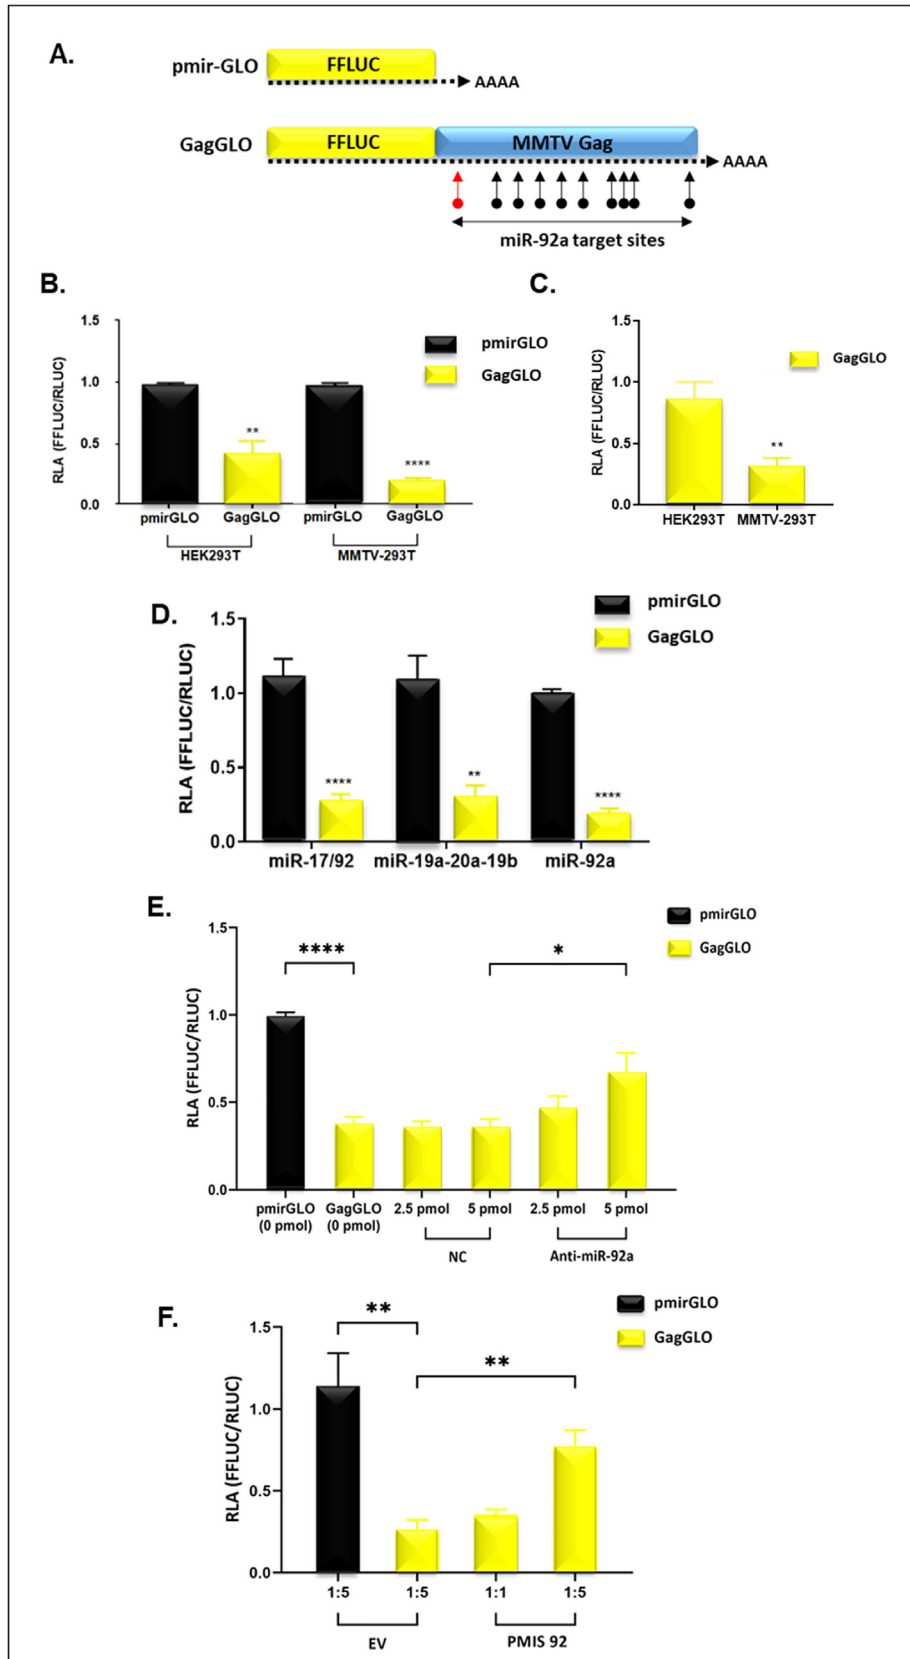 A.
pmir-GLO
FFLUC
AAAA
GagGLO
FFLUC
MMTV Gag
AAAA
miR-92a target sites
B.
RLA (FFLUC/RLUC)
1.5
1.0
0.5
0.0
**
****
pmirGLO
GagGLO
pmirGLO
GagGLO
pmirGLO
GagGLO
HEK293T
MMTV-293T
C.
RLA (FFLUC/RLUC)
1.5
1.0
0.5
0.0
**
GagGLO
HEK293T
MMTV-293T
D.
RLA (FFLUC/RLUC)
1.5
1.0
0.5
0.0
****
**
****
pmirGLO
GagGLO
miR-17/92
miR-19a-20a-19b
miR-92a
E.
RLA (FFLUC/RLUC)
1.5
1.0
0.5
0.0
****
*
pmirGLO
GagGLO
pmirGLO
(0 pmol)
GagGLO
(0 pmol)
2.5 pmol
5 pmol
2.5 pmol
5 pmol
NC
Anti-miR-92a
F.
RLA (FFLUC/RLUC)
1.5
1.0
0.5
0.0
**
**
pmirGLO
GagGLO
1:5
1:5
1:1
1:5
EV
PMIS 92